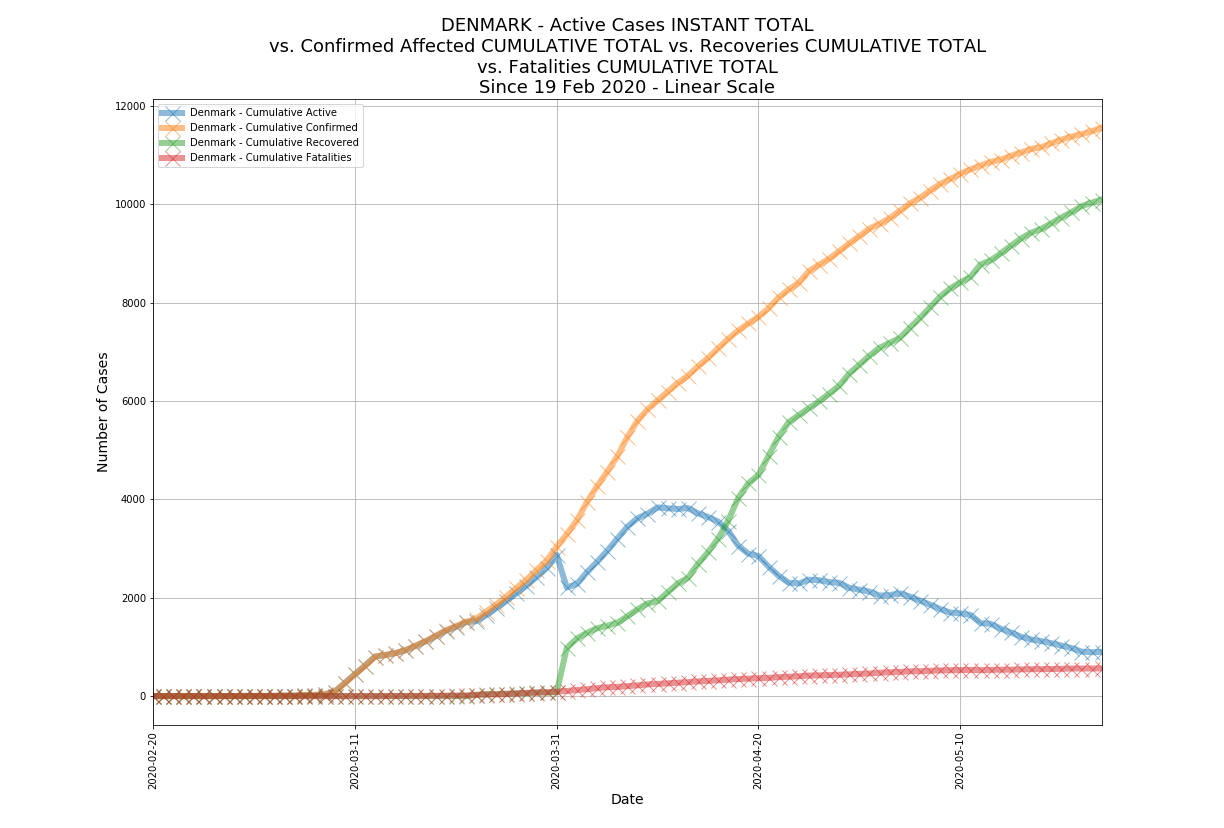 DENMARK - Active Cases INSTANT TOTAL
vs. Confirmed Affected CUMULATIVE TOTAL vs. Recoveries CUMULATIVE TOTAL
vs. Fatalities CUMULATIVE TOTAL
Since 19 Feb 2020 - Linear Scale
Denmark - Cumulative Active
Denmark - Cumulative Confirmed
Denmark - Cumulative Recovered
Denmark - Cumulative Fatalities
Number of Cases
12000
10000
8000
6000
4000
2000
0
2020-02-20
2020-03-11
2020-03-31
2020-04-20
2020-05-10
Date